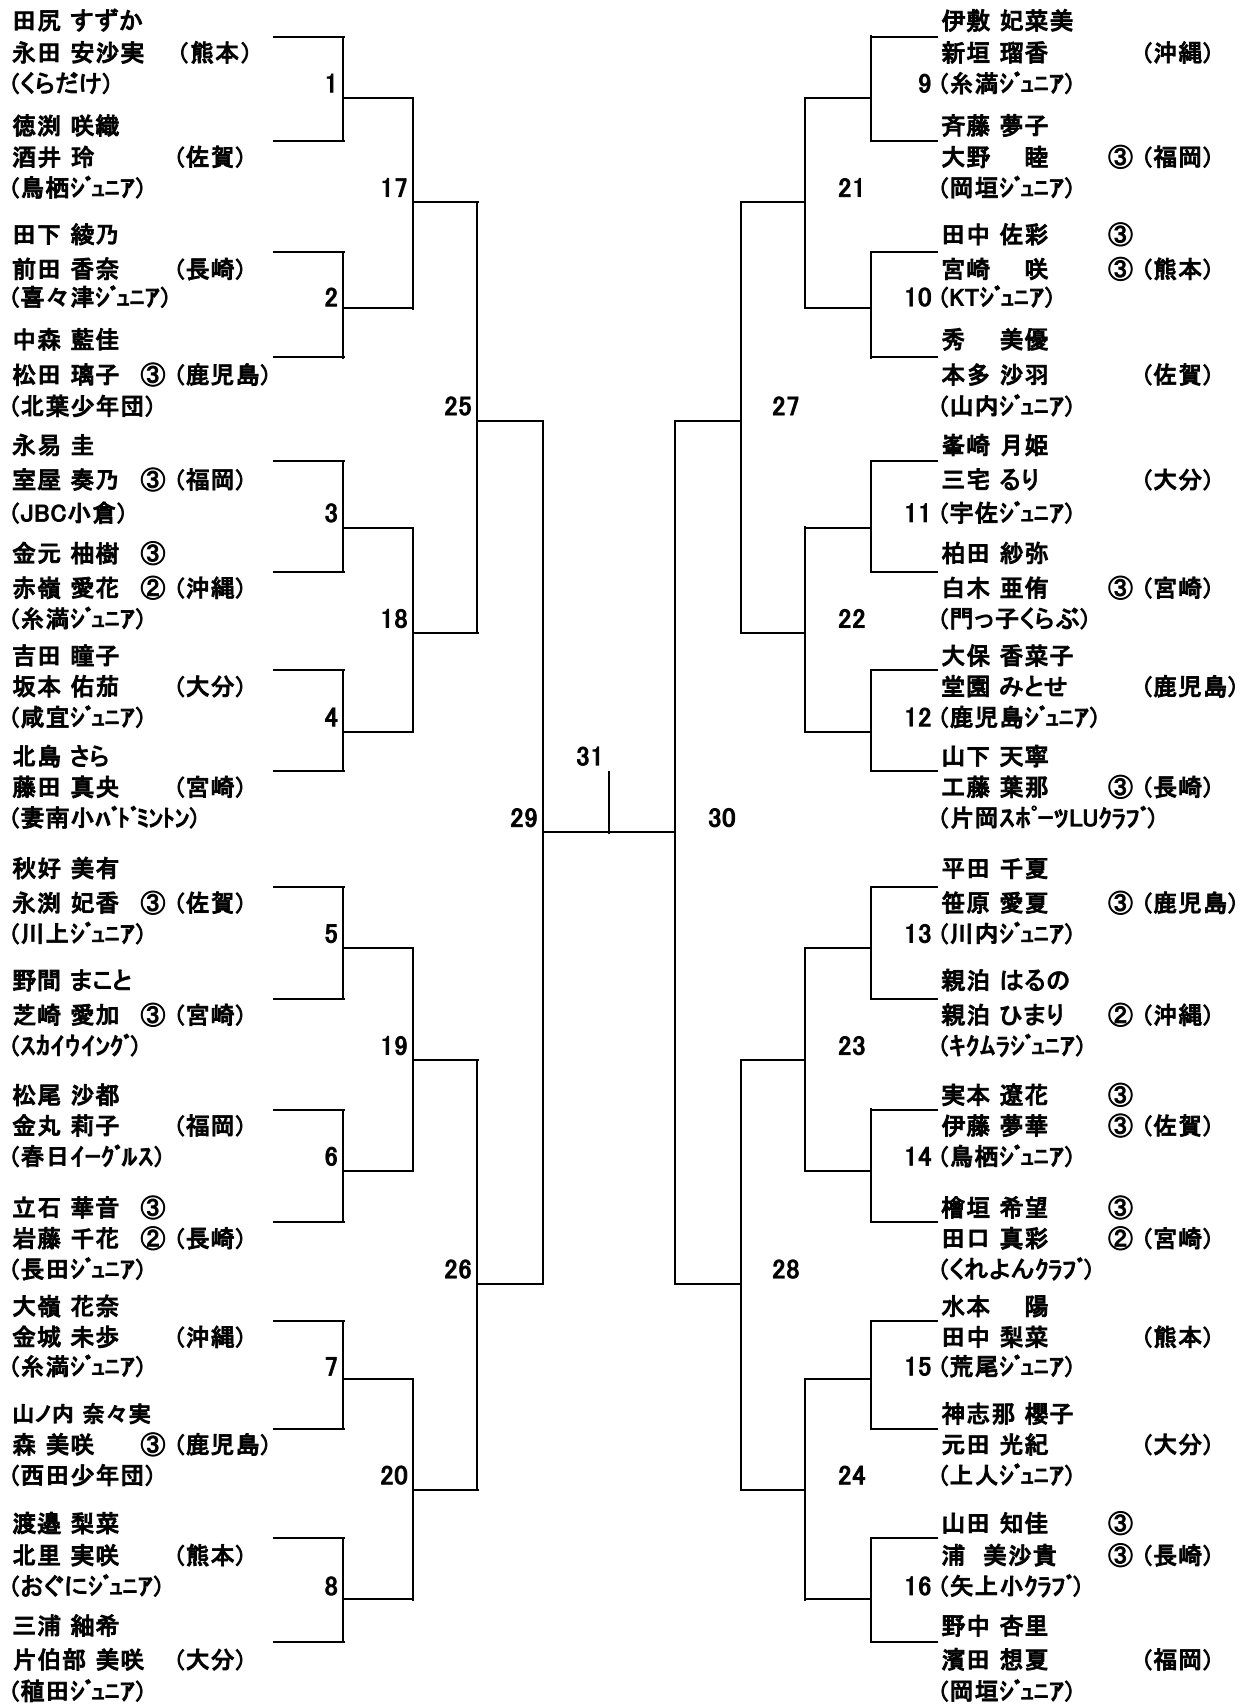 田尻 すずか
永田 安沙実 (熊本)
(くらだけ) 1
徳渕 咲織
酒井 玲 (佐賀)
(鳥栖ジュニア)
17
田下 綾乃
前田 香奈 (長崎)
(喜々津ジュニア) 2
中森 藍佳
松田 璃子 ③ (鹿児島)
(北葉少年団)
25
永易 圭
室屋 奏乃 ③ (福岡)
(JBC小倉) 3
金元 柚樹 ③
赤嶺 愛花 ② (沖縄)
(糸満ジュニア)
18
吉田 瞳子
坂本 佑茄 (大分)
(咸宜ジュニア) 4
北島 さら
藤田 真央 (宮崎)
(妻南小バドミントン)
29
秋好 美有
永渕 妃香 ③ (佐賀)
(川上ジュニア) 5
野間 まこと
芝崎 愛加 ③ (宮崎)
(スカイウイング)
19
松尾 沙都
金丸 莉子 (福岡)
(春日イーグルス) 6
立石 華音 ③
岩藤 千花 ② (長崎)
(長田ジュニア)
26
大嶺 花奈
金城 未歩 (沖縄)
(糸満ジュニア) 7
山ノ内 奈々実
森 美咲 ③ (鹿児島)
(西田少年団)
20
渡邉 梨菜
北里 実咲 (熊本)
(おぐにジュニア) 8
三浦 紬希
片伯部 美咲 (大分)
(稙田ジュニア)
31
伊敷 妃菜美
新垣 瑠香 (沖縄)
9 (糸満ジュニア)
斉藤 夢子
大野 睦 ③ (福岡)
(岡垣ジュニア)
21
田中 佐彩 ③
宮崎 咲 ③ (熊本)
10 (KTジュニア)
秀 美優
本多 沙羽 (佐賀)
(山内ジュニア)
27
峯崎 月姫
三宅 るり (大分)
11 (宇佐ジュニア)
柏田 紗弥
白木 亜侑 ③ (宮崎)
(門っ子くらぶ)
22
大保 香菜子
堂園 みとせ (鹿児島)
12 (鹿児島ジュニア)
山下 天寧
工藤 葉那 ③ (長崎)
(片岡スポーツLUクラブ)
30
平田 千夏
笹原 愛夏 ③ (鹿児島)
13 (川内ジュニア)
親泊 はるの
親泊 ひまり ② (沖縄)
(キクムラジュニア)
23
実本 遼花 ③
伊藤 夢華 ③ (佐賀)
14 (鳥栖ジュニア)
檜垣 希望 ③
田口 真彩 ② (宮崎)
(くれよんクラブ)
28
水本 陽
田中 梨菜 (熊本)
15 (荒尾ジュニア)
神志那 櫻子
元田 光紀 (大分)
(上人ジュニア)
24
山田 知佳 ③
浦 美沙貴 ③ (長崎)
16 (矢上小クラブ)
野中 杏里
濱田 想夏 (福岡)
(岡垣ジュニア)